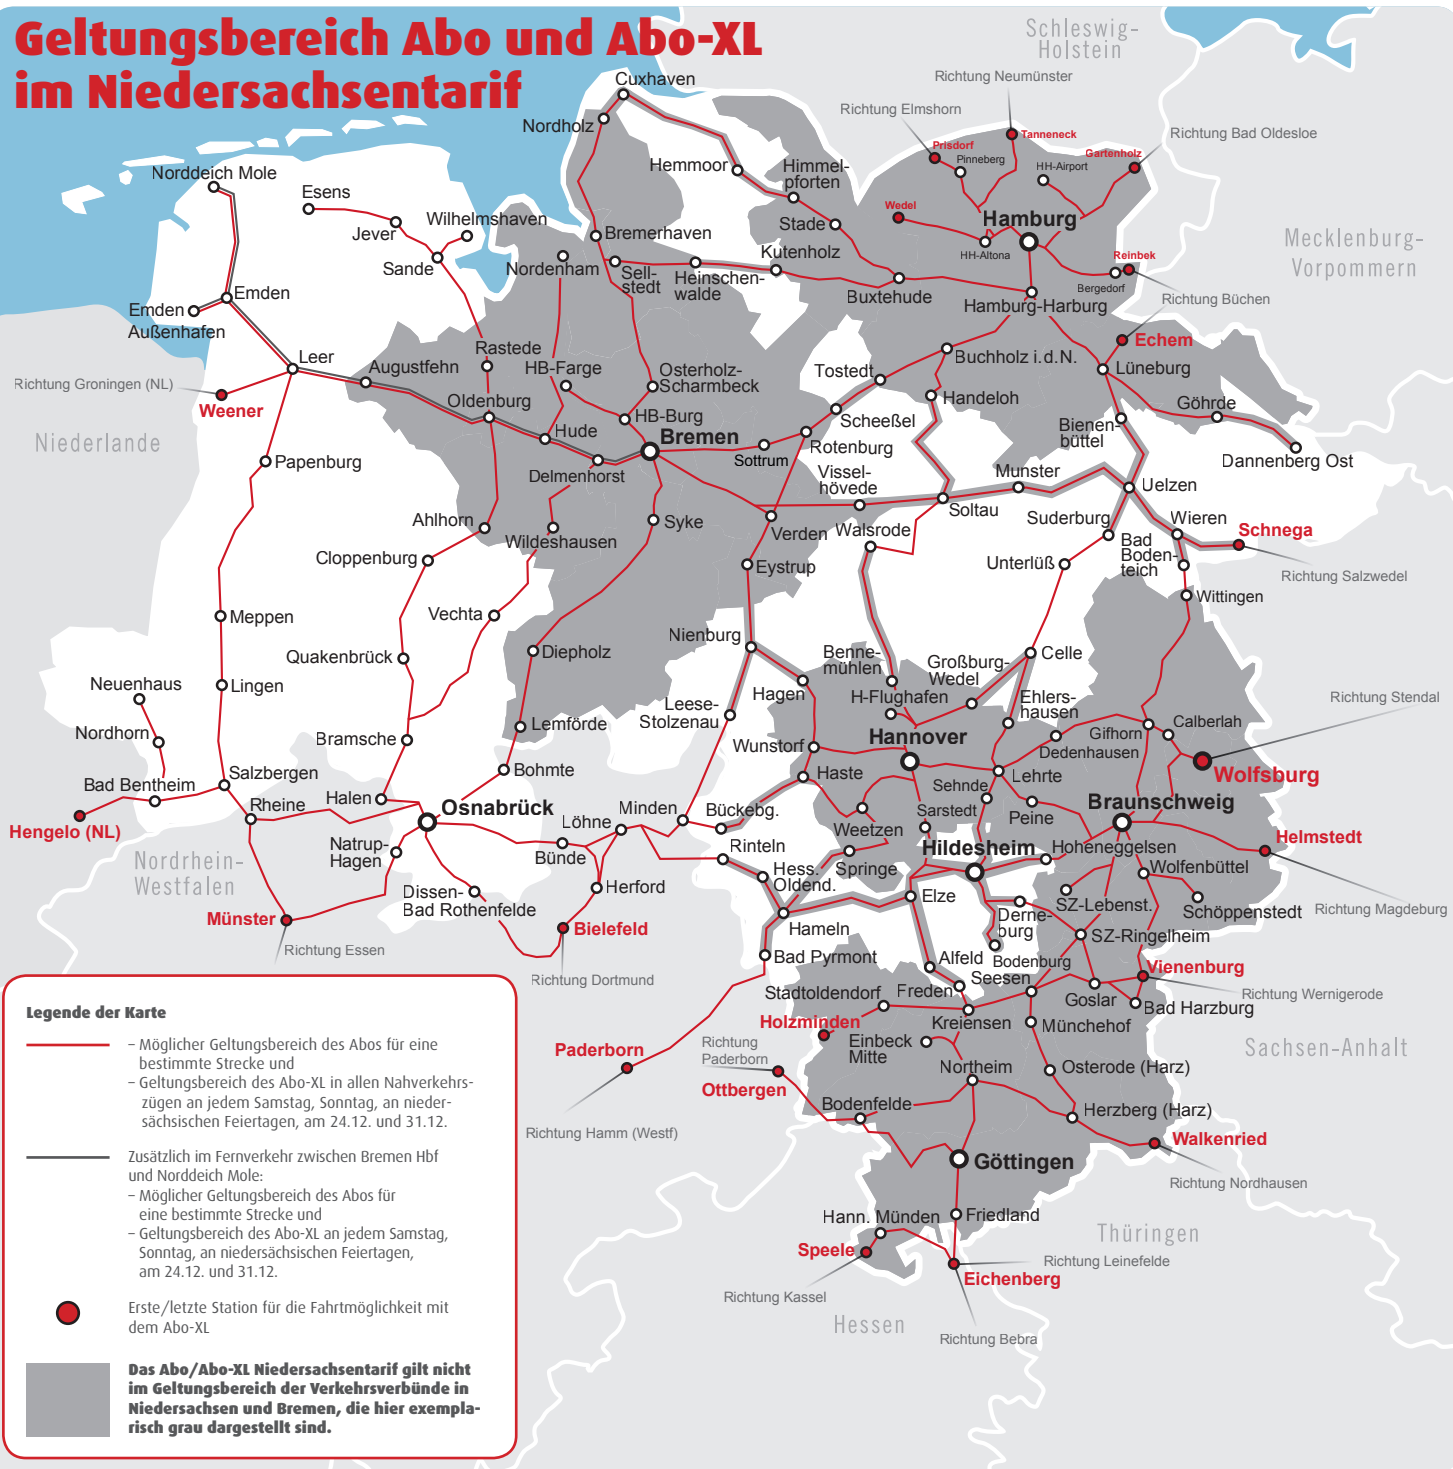 Geltungsbereich Abo und Abo-XL
im Niedersachsentarif
Schleswig-
Holstein
Richtung Neumünster
Richtung Elmshorn
Richtung Bad Oldesloe
Cuxhaven
Nordholz
Tanneneck
Prisdorf
Pinneberg
Gartenholz
HH-Airport
Hemmoor
Himmel-
pforten
Norddeich Mole
Esens
Jever
Wilhelmshaven
Sande
Wedel
Hamburg
Stade
HH-Altona
Bremerhaven
Kutenholz
Mecklenburg-
Vorpommern
Nordenham
Sell-
stedt
Heinschen-
walde
Reinbek
Bergedorf
Buxtehude
Hamburg-Harburg
Richtung Büchen
Emden
Emden
Außenhafen
Echem
Leer
Augustfehn
Rastede
HB-Farge
Osterholz-
Scharmbeck
Buchholz i.d.N.
Lüneburg
Tostedt
Richtung Groningen (NL)
Weener
Oldenburg
HB-Burg
Handeloh
Göhrde
Scheeßel
Niederlande
Hude
Bremen
Rotenburg
Bienen-
büttel
Papenburg
Delmenhorst
Sottrum
Dannenberg Ost
Vissel-
hövede
Munster
Uelzen
Ahlhorn
Wildeshausen
Syke
Verden
Walsrode
Soltau
Suderburg
Wieren
Schnega
Cloppenburg
Bad
Boden-
teich
Eystrup
Unterlüß
Richtung Salzwedel
Wittingen
Meppen
Vechta
Nienburg
Quakenbrück
Diepholz
Benne-
mühlen
Großburg-
Wedel
Celle
Neuenhaus
Lingen
Hagen
H-Flughafen
Ehlers-
hausen
Richtung Stendal
Leese-
Stolzenau
Nordhorn
Bramsche
Lemförde
Wunstorf
Hannover
Dedenhausen
Gifhorn
Calberlah
Bad Bentheim
Salzbergen
Bohmte
Haste
Sehnde
Lehrte
Wolfsburg
Hengelo (NL)
Rheine
Halen
Osnabrück
Minden
Bückebg.
Sarstedt
Peine
Braunschweig
Löhne
Weetzen
Natrup-
Hagen
Bünde
Rinteln
Hildesheim
Hoheneggelsen
Helmstedt
Nordrhein-
Westfalen
Hess.
Oldend.
Springe
Wolfenbüttel
Herford
Dissen-
Bad Rothenfelde
Elze
Derne-
burg
SZ-Lebenst.
Schöppenstedt
Richtung Magdeburg
Münster
Bielefeld
Hameln
SZ-Ringelheim
Richtung Essen
Bad Pyrmont
Alfeld
Bodenburg
Vienenburg
Richtung Dortmund
Stadtoldendorf
Freden
Seesen
Goslar
Richtung Wernigerode
Bad Harzburg
Holzminden
Kreiensen
Münchehof
Paderborn
Richtung
Paderborn
Einbeck
Mitte
Sachsen-Anhalt
Northeim
Osterode (Harz)
Ottbergen
Bodenfelde
Herzberg (Harz)
Richtung Hamm (Westf)
Walkenried
Göttingen
Richtung Nordhausen
Hann. Münden
Friedland
Thüringen
Speele
Richtung Leinefelde
Eichenberg
Richtung Kassel
Hessen
Richtung Bebra
Legende der Karte
– Möglicher Geltungsbereich des Abos für eine
bestimmte Strecke und
– Geltungsbereich des Abo-XL in allen Nahverkehrs-
zügen an jedem Samstag, Sonntag, an nieder-
sächsischen Feiertagen, am 24.12. und 31.12.
Zusätzlich im Fernverkehr zwischen Bremen Hbf
und Norddeich Mole:
– Möglicher Geltungsbereich des Abos für
eine bestimmte Strecke und
– Geltungsbereich des Abo-XL an jedem Samstag,
Sonntag, an niedersächsischen Feiertagen,
am 24.12. und 31.12.
Erste/letzte Station für die Fahrtmöglichkeit mit
dem Abo-XL
Das Abo/Abo-XL Niedersachsentarif gilt nicht
im Geltungsbereich der Verkehrsverbünde in
Niedersachsen und Bremen, die hier exempla-
risch grau dargestellt sind.